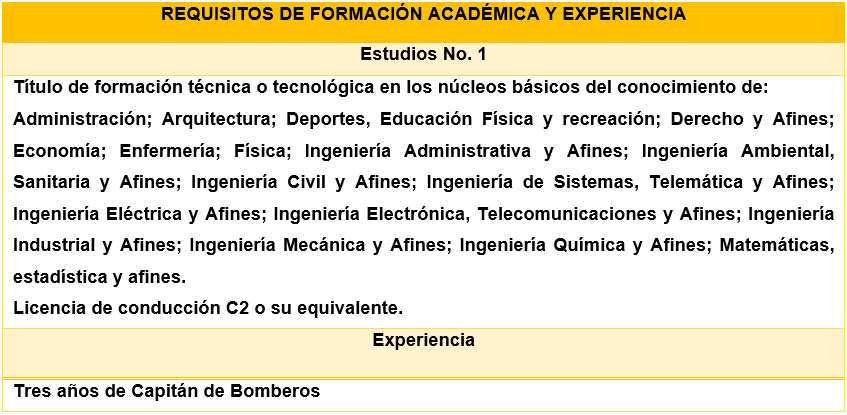 REQUISITOS DE FORMACIÓN ACADÉMICA Y EXPERIENCIA
Estudios No. 1
Título de formación técnica o tecnológica en los núcleos básicos del conocimiento de:
Administración; Arquitectura; Deportes, Educación Física y recreación; Derecho y Afines;
Economía; Enfermería; Física; Ingeniería Administrativa y Afines; Ingeniería Ambiental,
Sanitaria y Afines; Ingeniería Civil y Afines; Ingeniería de Sistemas, Telemática y Afines;
Ingeniería Eléctrica y Afines; Ingeniería Electrónica, Telecomunicaciones y Afines; Ingeniería
Industrial y Afines; Ingeniería Mecánica y Afines; Ingeniería Química y Afines; Matemáticas,
estadística y afines.
Licencia de conducción C2 o su equivalente.
Experiencia
Tres años de Capitán de Bomberos